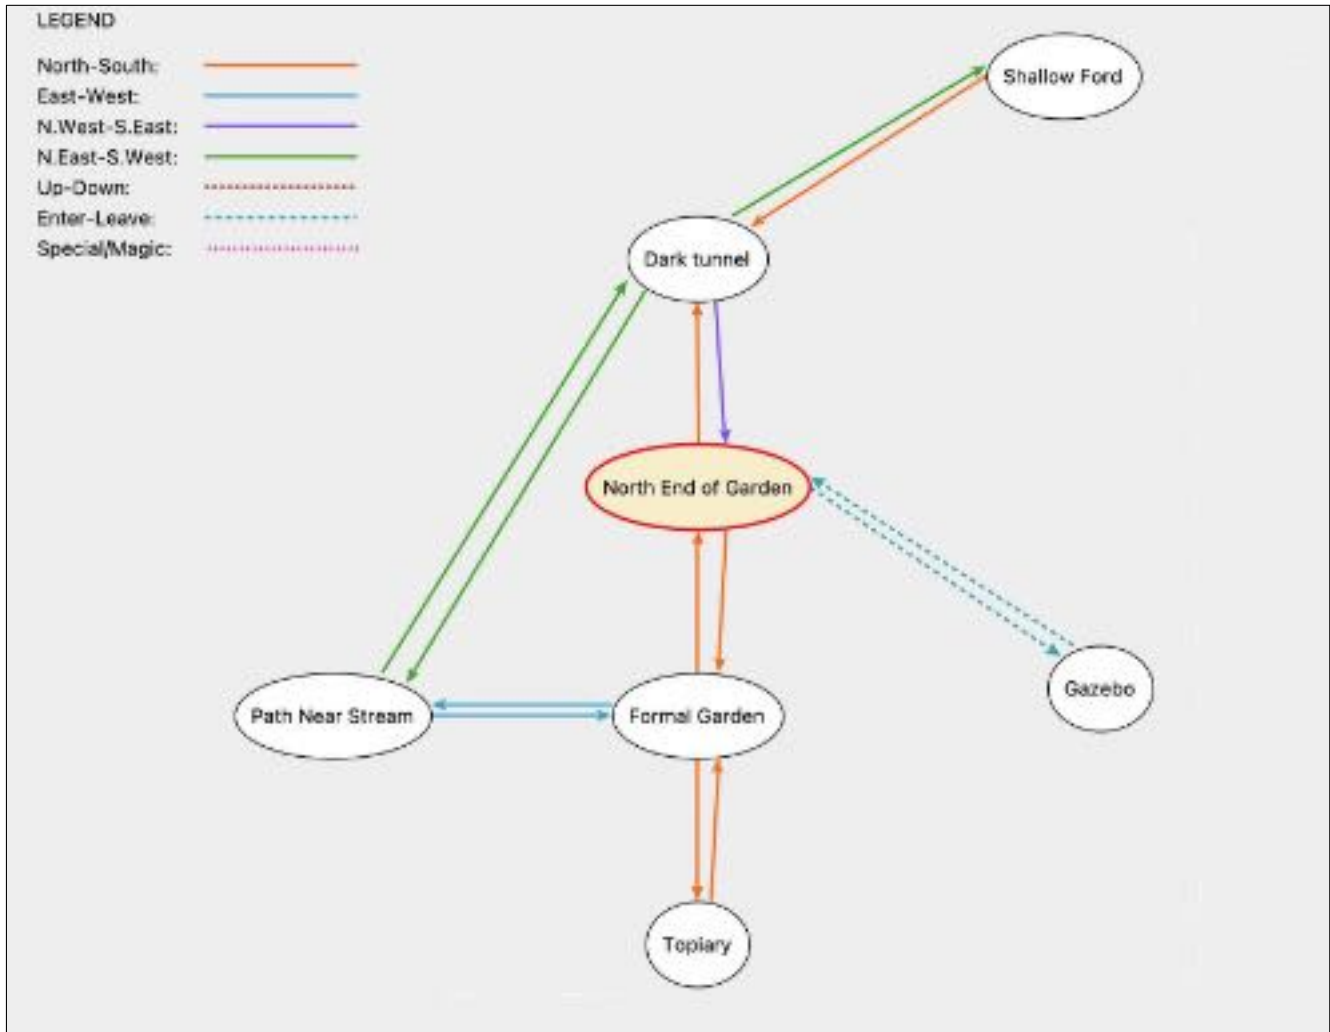 LEGEND
North-South:
East-West:
N.West-S.East:
N.East-S.West:
Up-Down:
Enter-Leave:
Special/Magic:
Shallow Ford
Dark tunnel
North End of Garden
Gazebo
Path Near Stream
Formal Garden
Topiary